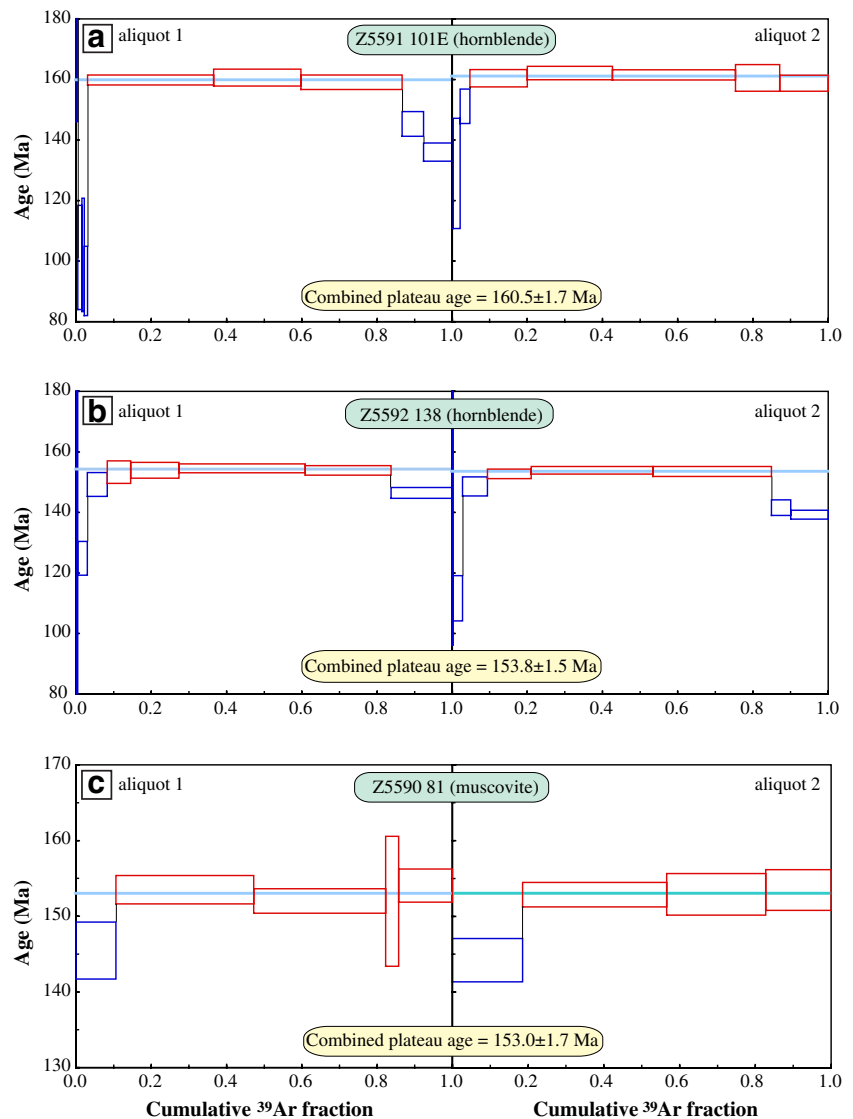 a aliquot 1
Z5591 101E (hornblende)
aliquot 2
180
160
140
120
100
80
Age (Ma)
Combined plateau age = 160.5±1.7 Ma
0.0 0.2 0.4 0.6 0.8 1.0 0.2 0.4 0.6 0.8 1.0
b aliquot 1
Z5592 138 (hornblende)
aliquot 2
180
160
140
120
100
80
Age (Ma)
Combined plateau age = 153.8±1.5 Ma
0.0 0.2 0.4 0.6 0.8 1.0 0.2 0.4 0.6 0.8 1.0
c aliquot 1
Z5590 81 (muscovite)
aliquot 2
170
160
150
140
130
Age (Ma)
Combined plateau age = 153.0±1.7 Ma
0.0 0.2 0.4 0.6 0.8 1.0 0.2 0.4 0.6 0.8 1.0
Cumulative ³⁹Ar fraction Cumulative ³⁹Ar fraction